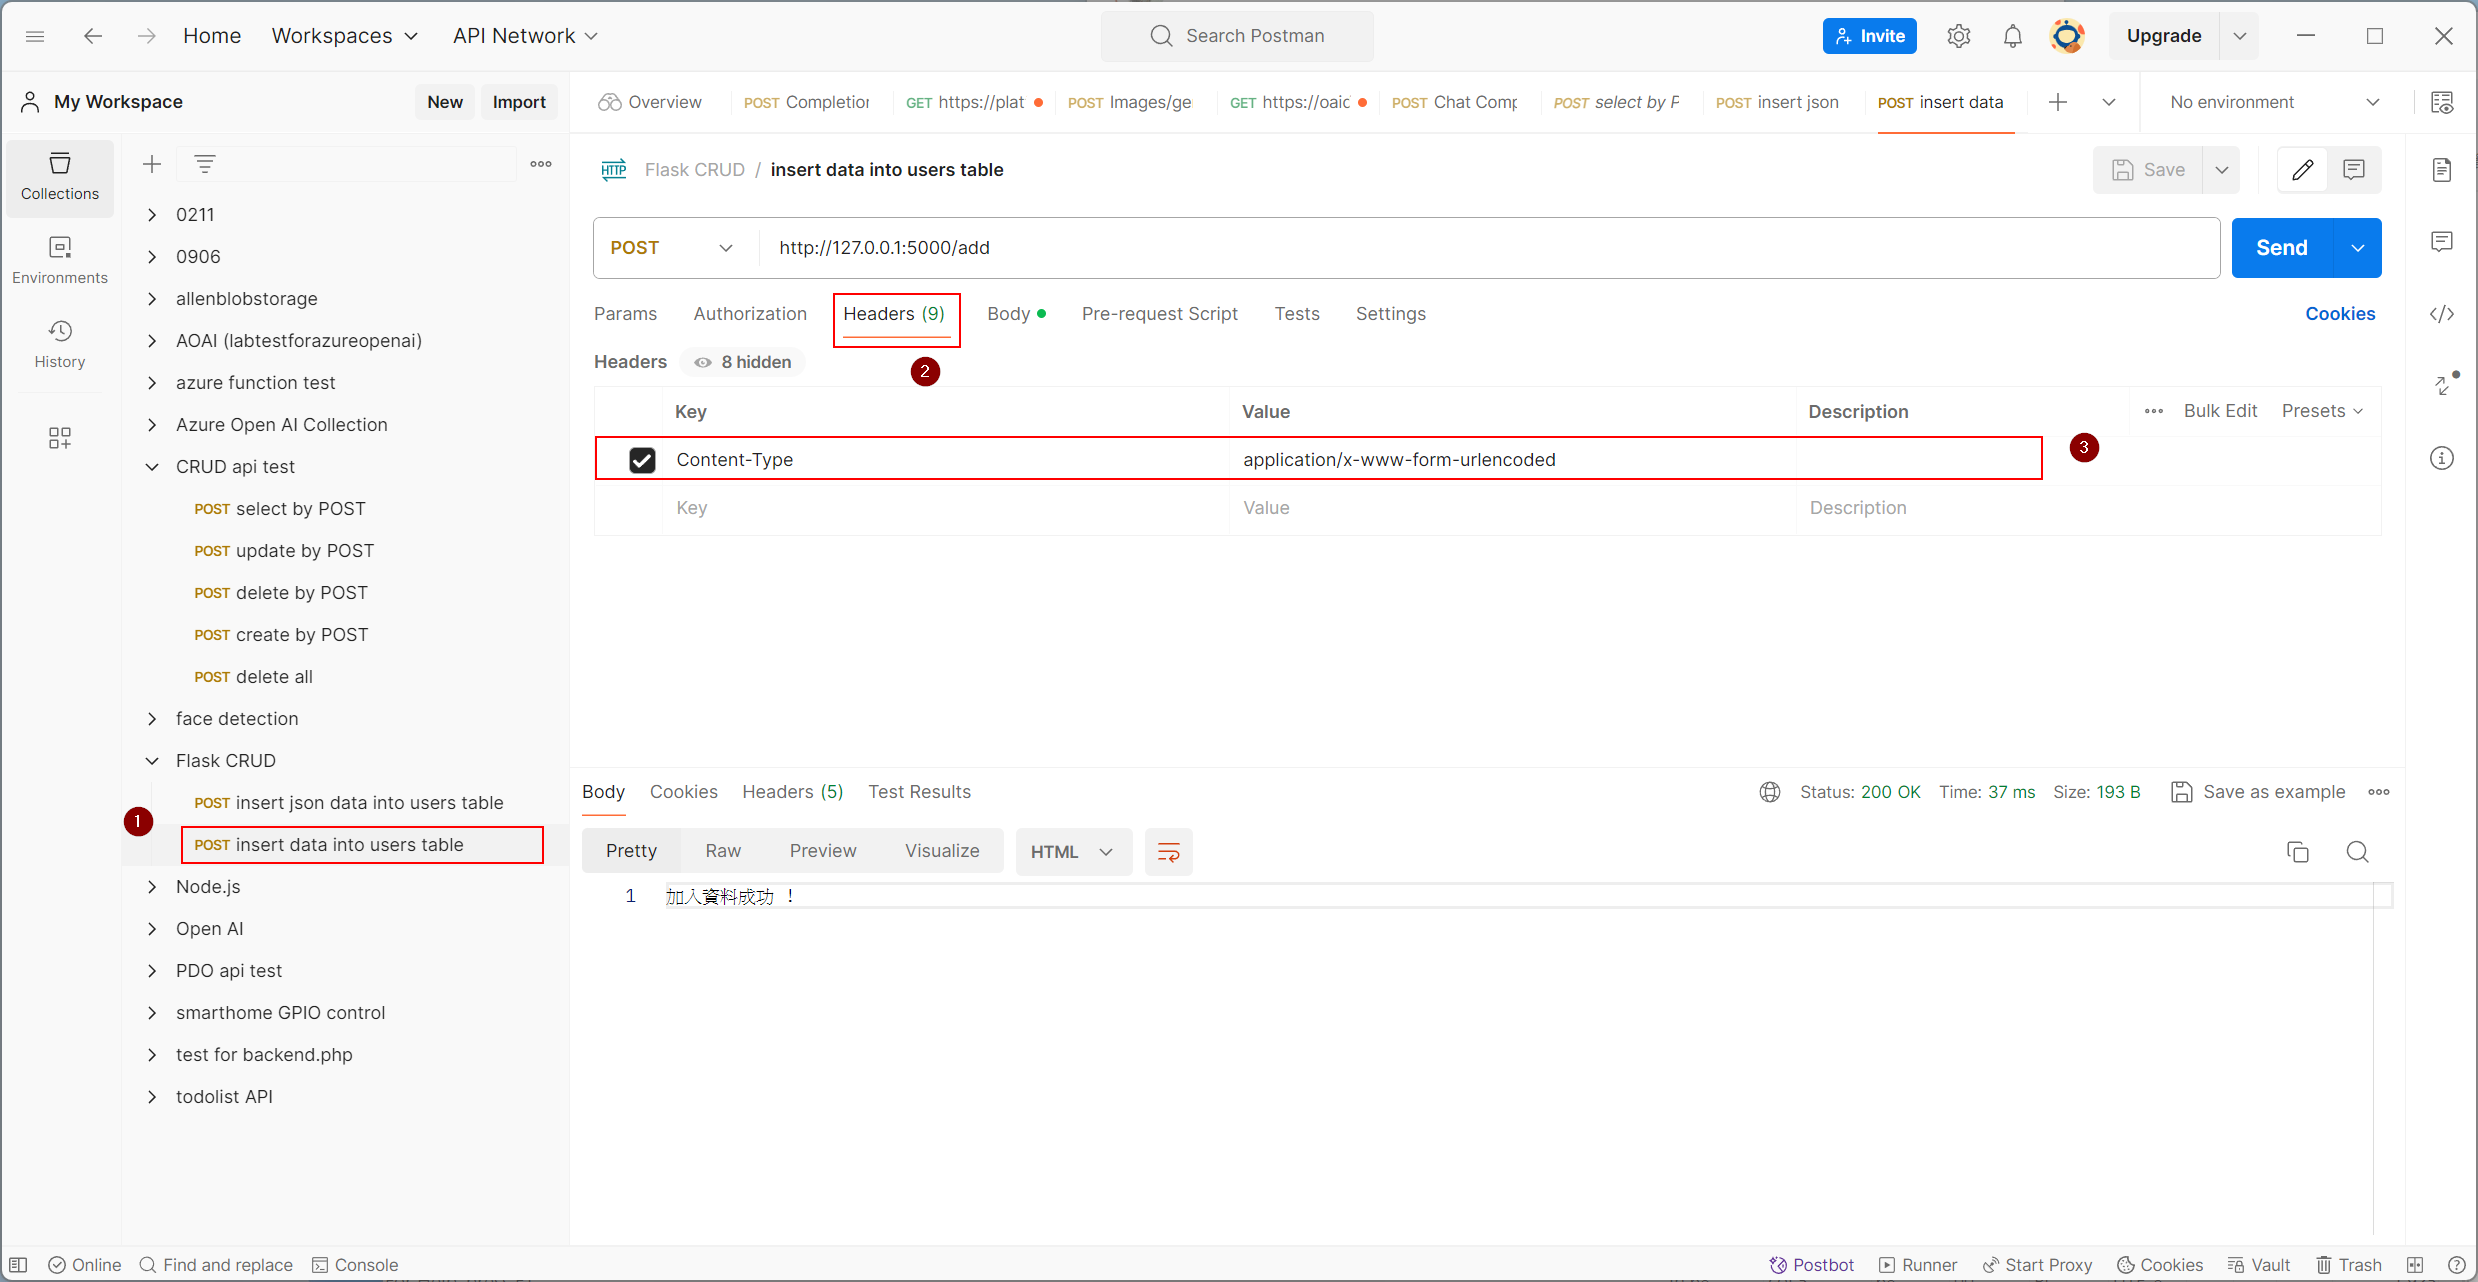 Home Workspaces API Network Search Postman Invite Upgrade
My Workspace New Import
Overview POST Completion GET https://plat POST Images/ge GET https://oaic POST Chat Comp POST select by P POST insert json POST insert data No environment
Collections
Environments
History
0211
0906
allenblobstorage
AOAI (labtestforazureopenai)
azure function test
Azure Open AI Collection
CRUD api test
POST select by POST
POST update by POST
POST delete by POST
POST create by POST
POST delete all
face detection
Flask CRUD
POST insert json data into users table
1
POST insert data into users table
Node.js
Open AI
PDO api test
smarthome GPIO control
test for backend.php
todolist API
HTTP Flask CRUD / insert data into users table Save
POST http://127.0.0.1:5000/add Send
Params Authorization Headers (9) Body Pre-request Script Tests Settings Cookies
Headers 8 hidden
2
Key Value Description Bulk Edit Presets
Content-Type application/x-www-form-urlencoded
3
Key Value Description
Body Cookies Headers (5) Test Results Status: 200 OK Time: 37 ms Size: 193 B Save as example
Pretty Raw Preview Visualize HTML
1 加入資料成功 !
Online Find and replace Console Postbot Runner Start Proxy Cookies Vault Trash